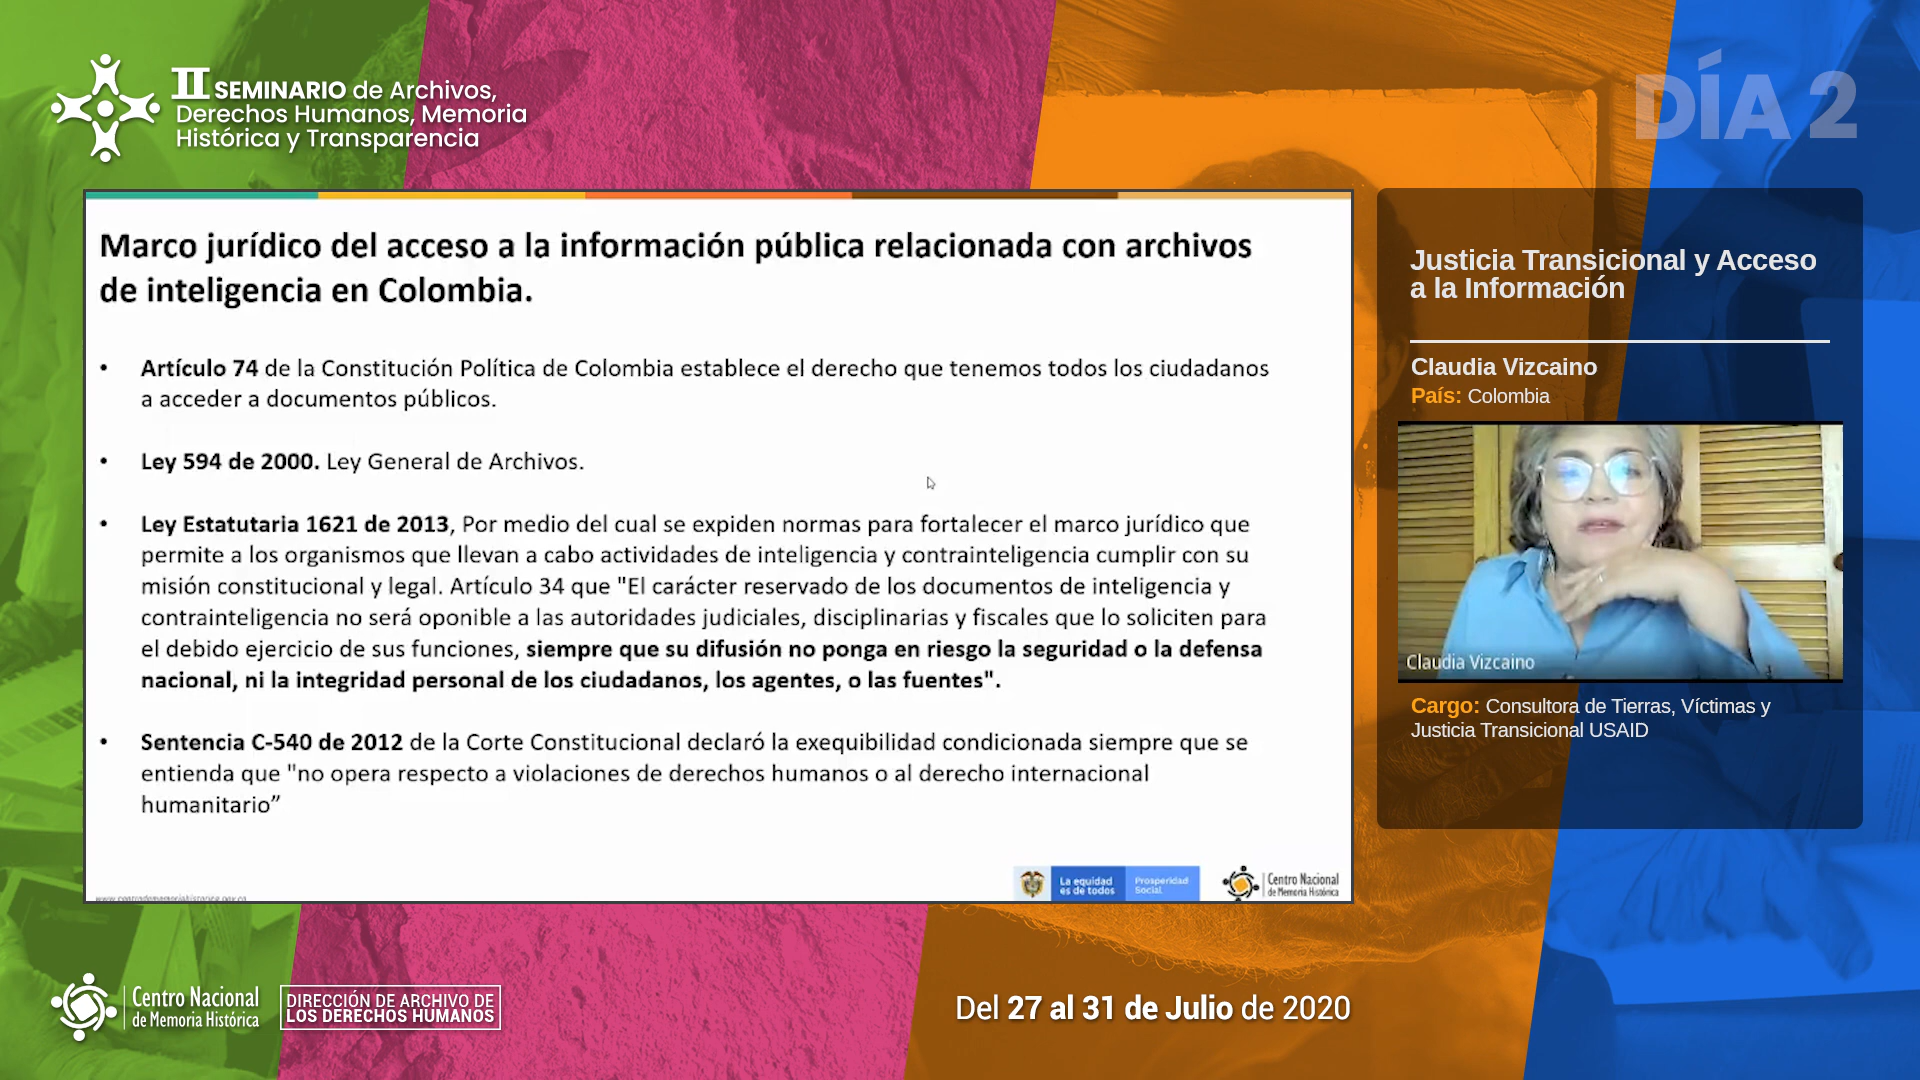 II SEMINARIO de Archivos,
Derechos Humanos, Memoria
Histórica y Transparencia
DÍA 2
Marco jurídico del acceso a la información pública relacionada con archivos
de inteligencia en Colombia.
• Artículo 74 de la Constitución Política de Colombia establece el derecho que tenemos todos los ciudadanos
a acceder a documentos públicos.
• Ley 594 de 2000. Ley General de Archivos.
• Ley Estatutaria 1621 de 2013, Por medio del cual se expiden normas para fortalecer el marco jurídico que
permite a los organismos que llevan a cabo actividades de inteligencia y contrainteligencia cumplir con su
misión constitucional y legal. Artículo 34 que "El carácter reservado de los documentos de inteligencia y
contrainteligencia no será oponible a las autoridades judiciales, disciplinarias y fiscales que lo soliciten para
el debido ejercicio de sus funciones, siempre que su difusión no ponga en riesgo la seguridad o la defensa
nacional, ni la integridad personal de los ciudadanos, los agentes, o las fuentes".
• Sentencia C-540 de 2012 de la Corte Constitucional declaró la exequibilidad condicionada siempre que se
entienda que "no opera respecto a violaciones de derechos humanos o al derecho internacional
humanitario”
www.centrodememoriahistorica.gov.co
La equidad
es de todos
Prosperidad
Social
Centro Nacional
de Memoria Histórica
Justicia Transicional y Acceso
a la Información
Claudia Vizcaino
País: Colombia
Claudia Vizcaino
Cargo: Consultora de Tierras, Víctimas y
Justicia Transicional USAID
Centro Nacional
de Memoria Histórica
DIRECCIÓN DE ARCHIVO DE
LOS DERECHOS HUMANOS
Del 27 al 31 de Julio de 2020